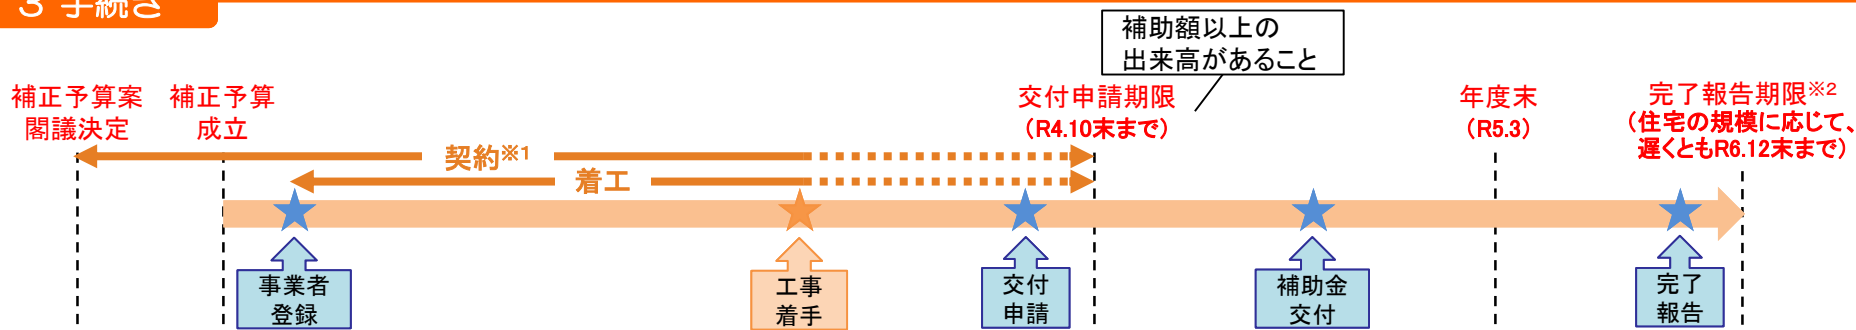 3 手続き
補助額以上の
出来高があること
補正予算案
閣議決定
補正予算
成立
交付申請期限
（R4.10末まで）
年度末
（R5.3）
完了報告期限※2
（住宅の規模に応じて、
遅くともR6.12末まで）
契約※1
着工
事業者
登録
工事
着手
交付
申請
補助金
交付
完了
報告